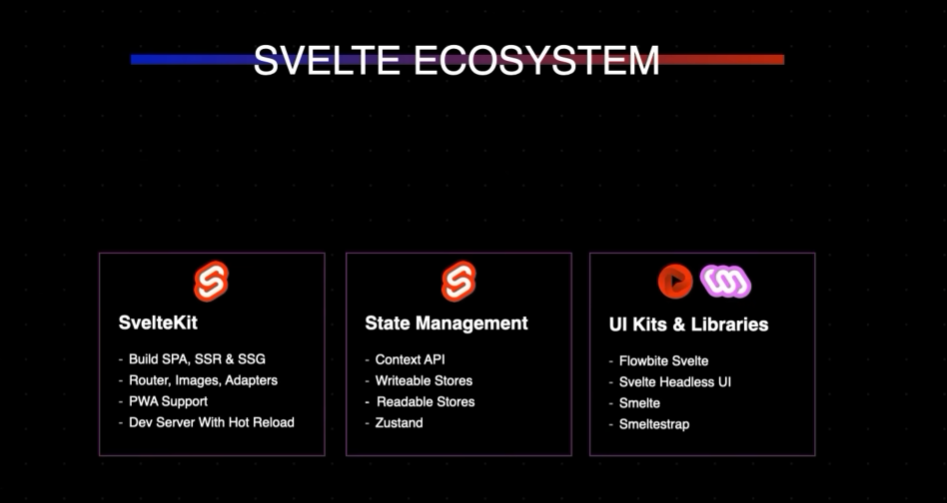 SVELTE ECOSYSTEM
SvelteKit
- Build SPA, SSR & SSG
- Router, Images, Adapters
- PWA Support
- Dev Server With Hot Reload
State Management
- Context API
- Writeable Stores
- Readable Stores
- Zustand
UI Kits & Libraries
- Flowbite Svelte
- Svelte Headless UI
- Smelte
- Smeltestrap